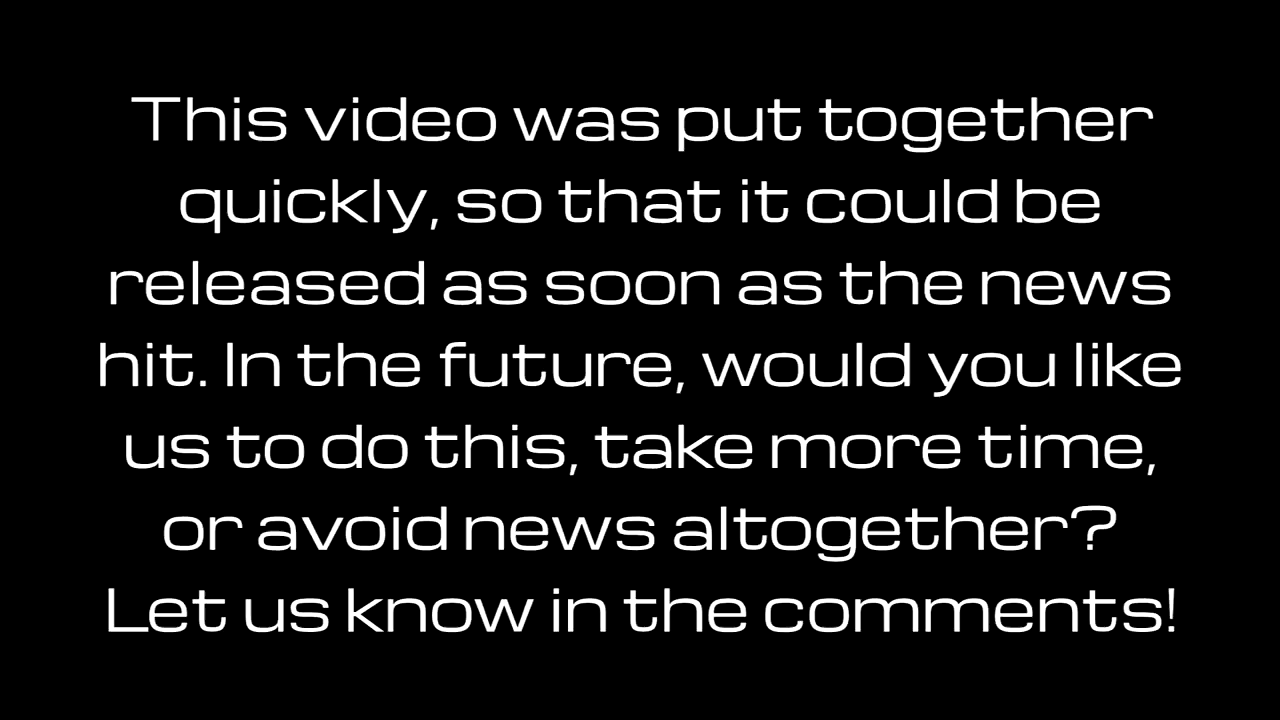 This video was put together
quickly, so that it could be
released as soon as the news
hit. In the future, would you like
us to do this, take more time,
or avoid news altogether?
Let us know in the comments!